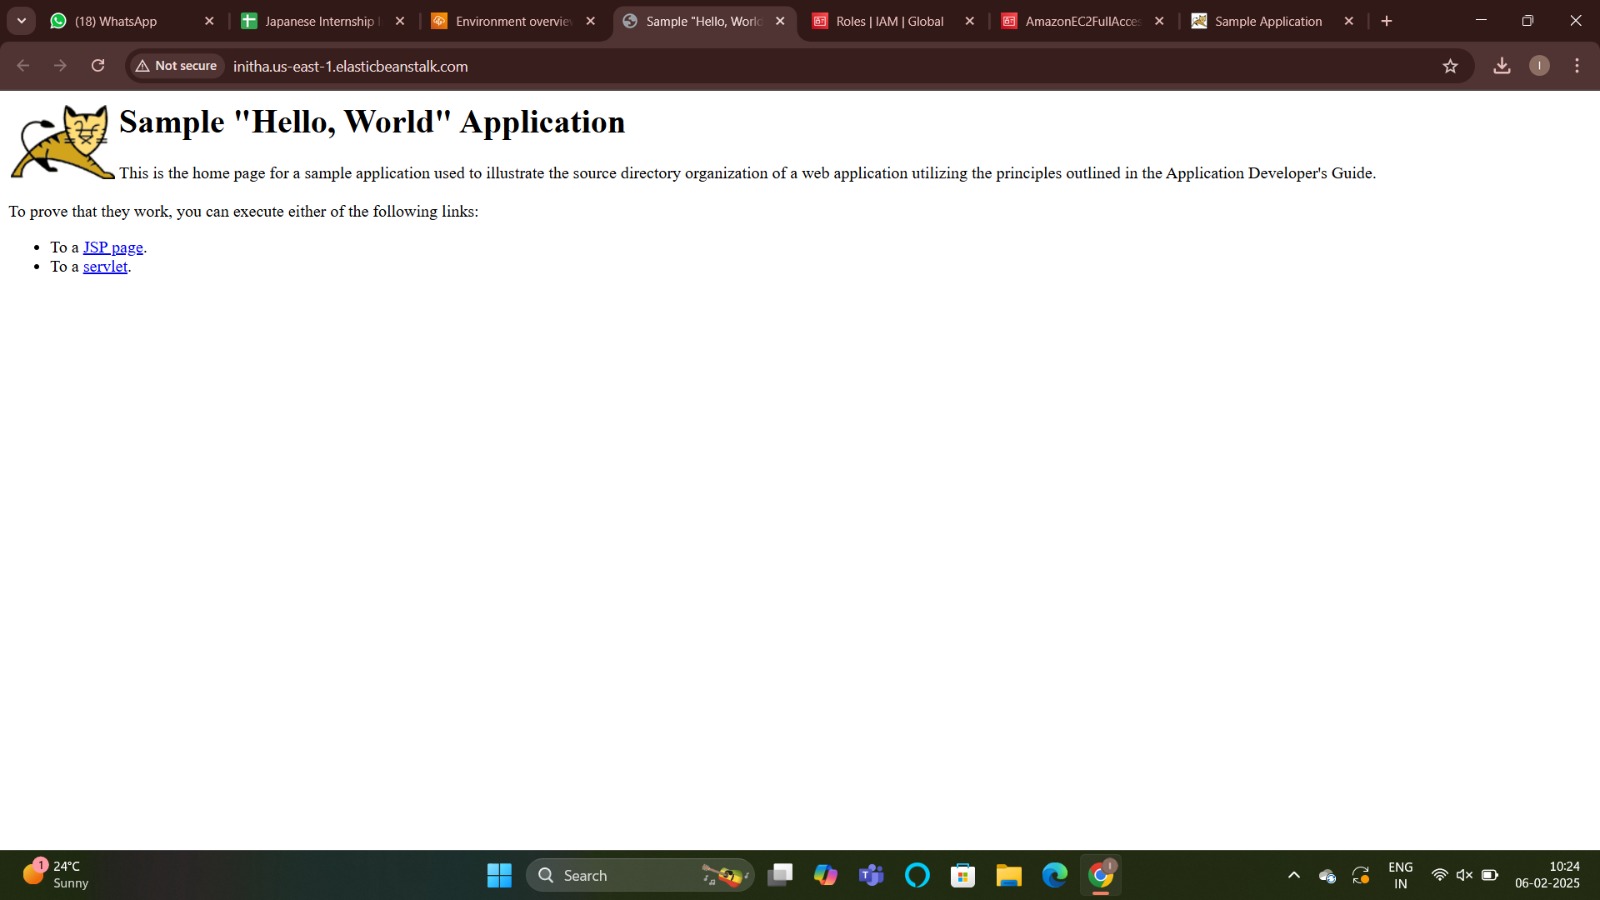 (18) WhatsApp
Japanese Internship
Environment overvie
Sample "Hello, World
Roles | IAM | Global
AmazonEC2FullAcces
Sample Application
Not secure
initha.us-east-1.elasticbeanstalk.com
I
Sample "Hello, World" Application
This is the home page for a sample application used to illustrate the source directory organization of a web application utilizing the principles outlined in the Application Developer's Guide.
To prove that they work, you can execute either of the following links:
• To a JSP page.
• To a servlet.
1
24°C
Sunny
Search
ENG
IN
10:24
06-02-2025